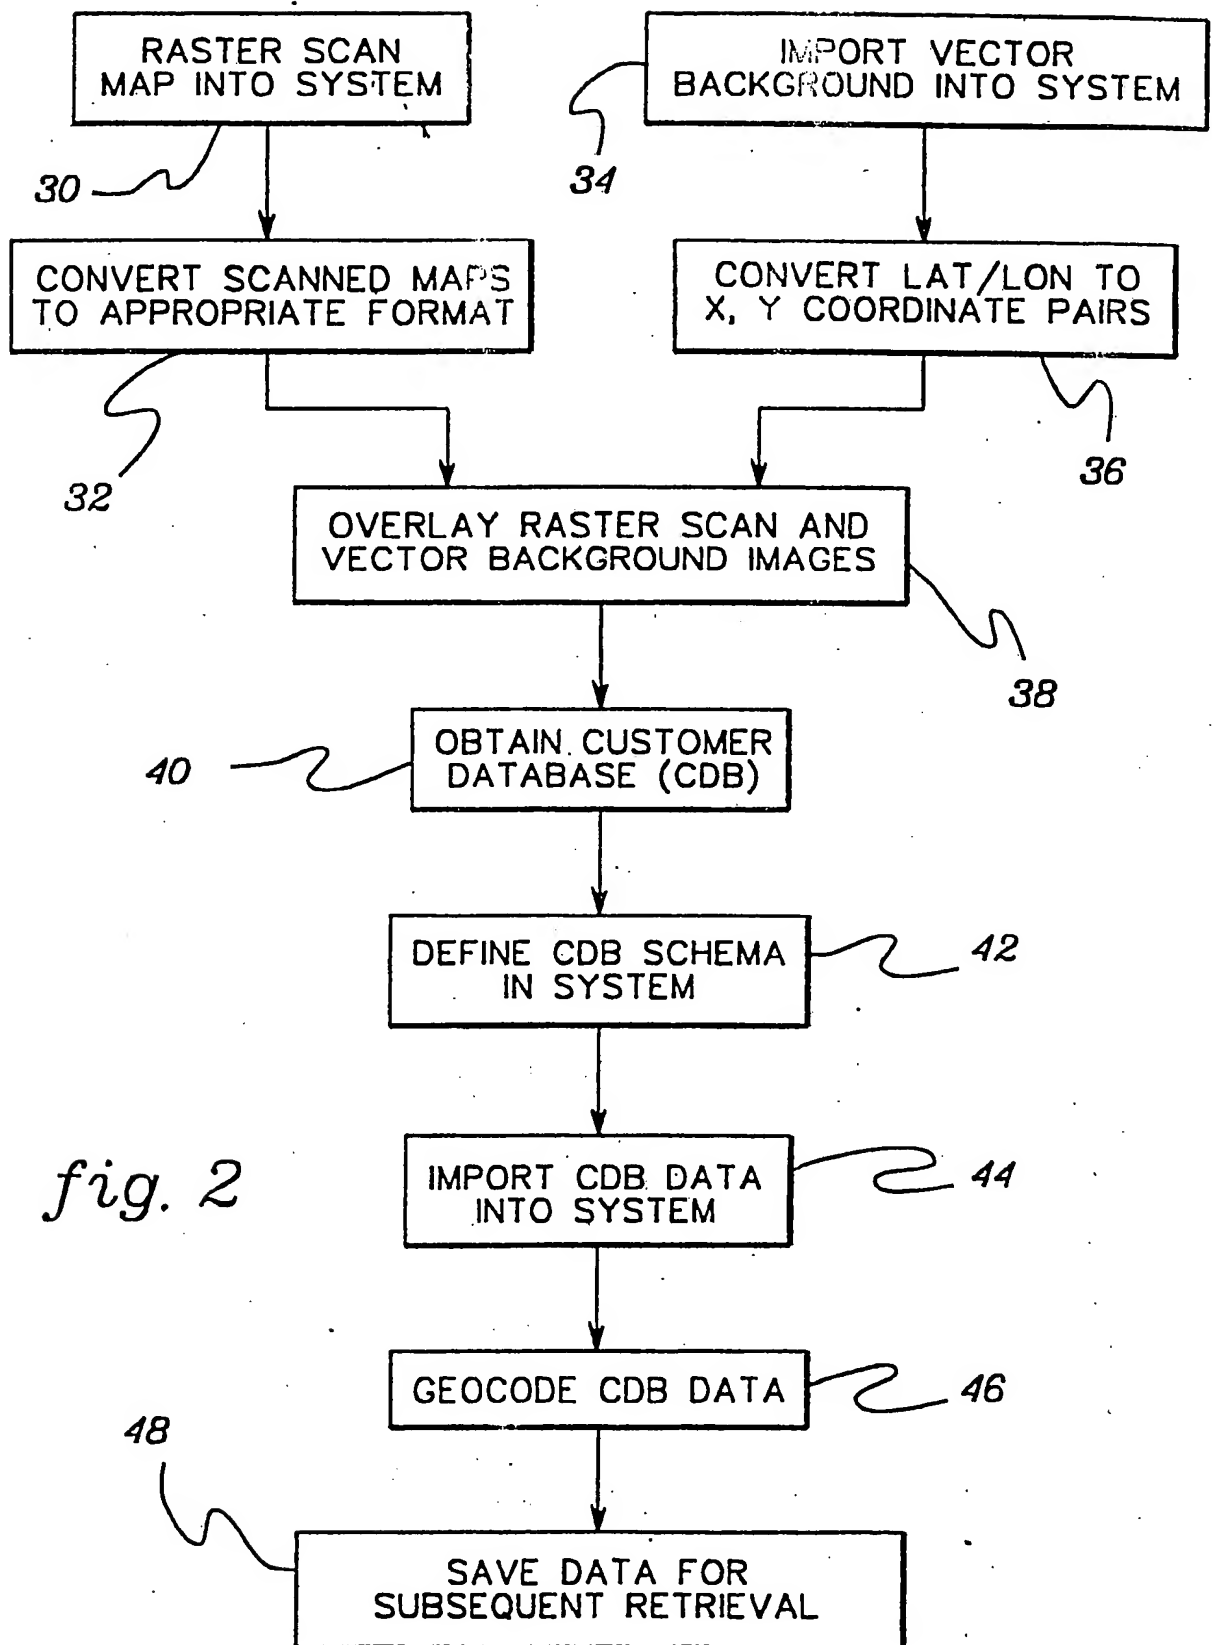 RASTER SCAN
MAP INTO SYSTEM
IMPORT VECTOR
BACKGROUND INTO SYSTEM
30
34
CONVERT SCANNED MAPS
TO APPROPRIATE FORMAT
CONVERT LAT/LON TO
X, Y COORDINATE PAIRS
32
36
OVERLAY RASTER SCAN AND
VECTOR BACKGROUND IMAGES
38
40
OBTAIN CUSTOMER
DATABASE (CDB)
DEFINE CDB SCHEMA
IN SYSTEM
42
IMPORT CDB DATA
INTO SYSTEM
44
fig. 2
GEOCODE CDB DATA
46
48
SAVE DATA FOR
SUBSEQUENT RETRIEVAL